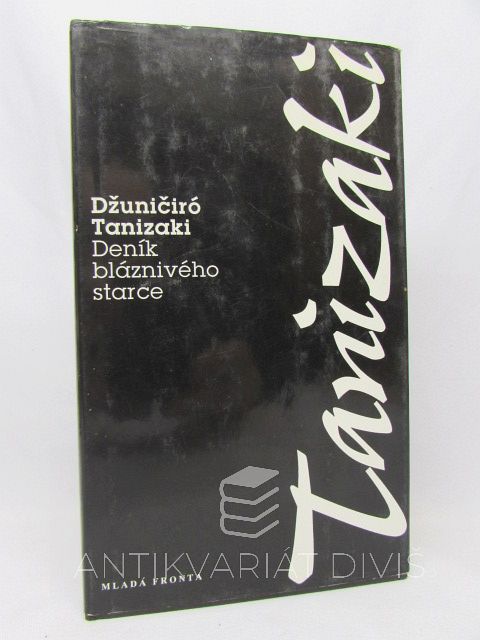 Džuničiró
Tanizaki
Deník
bláznivého
starce
tanizaki
ANTIKVARIÁT DIVIŠ
MLADÁ FRONTA